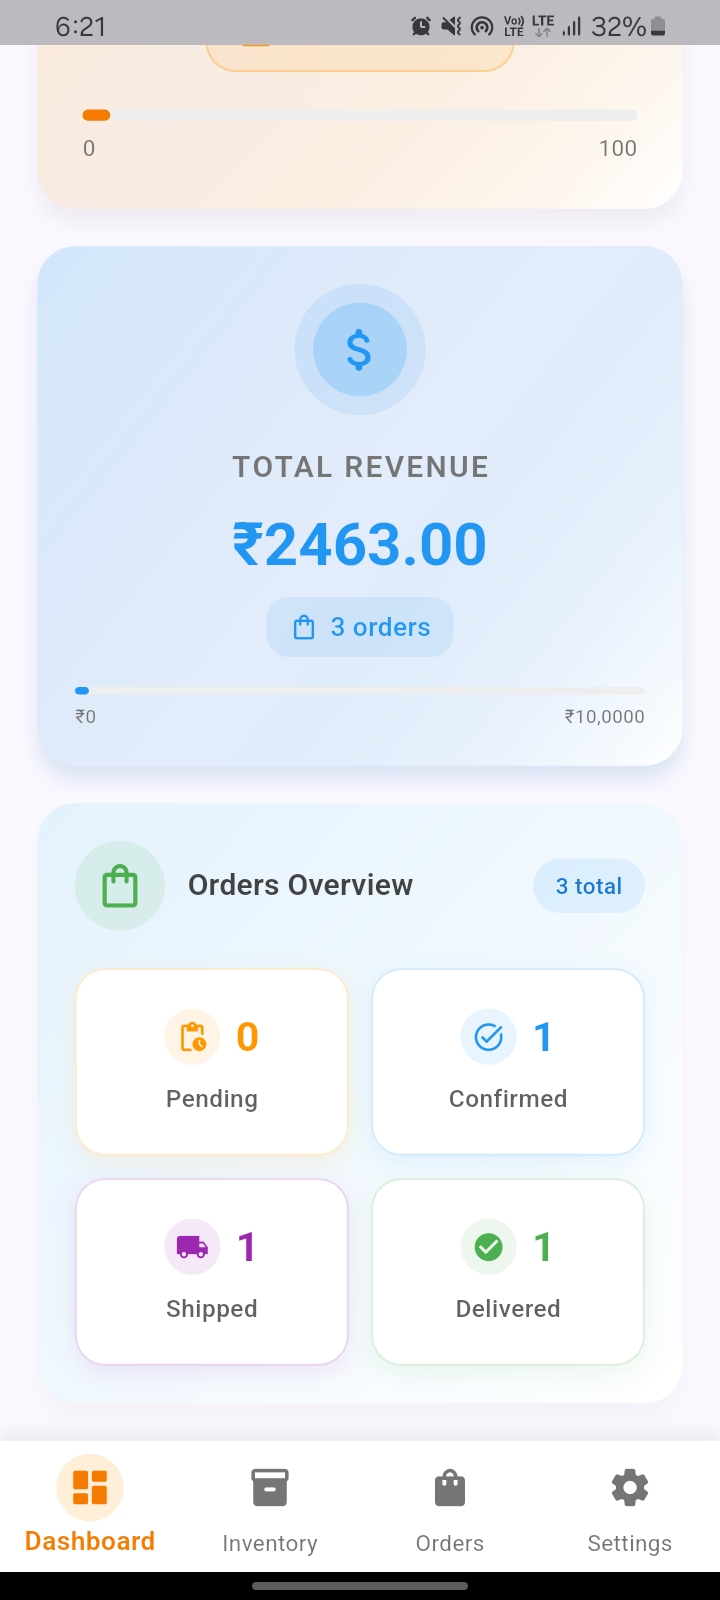 6:21
Vo))
LTE
LTE
32%
0
100
$
TOTAL REVENUE
₹2463.00
3 orders
₹0
₹10,0000
Orders Overview
3 total
0
Pending
1
Confirmed
1
Shipped
1
Delivered
Dashboard
Inventory
Orders
Settings